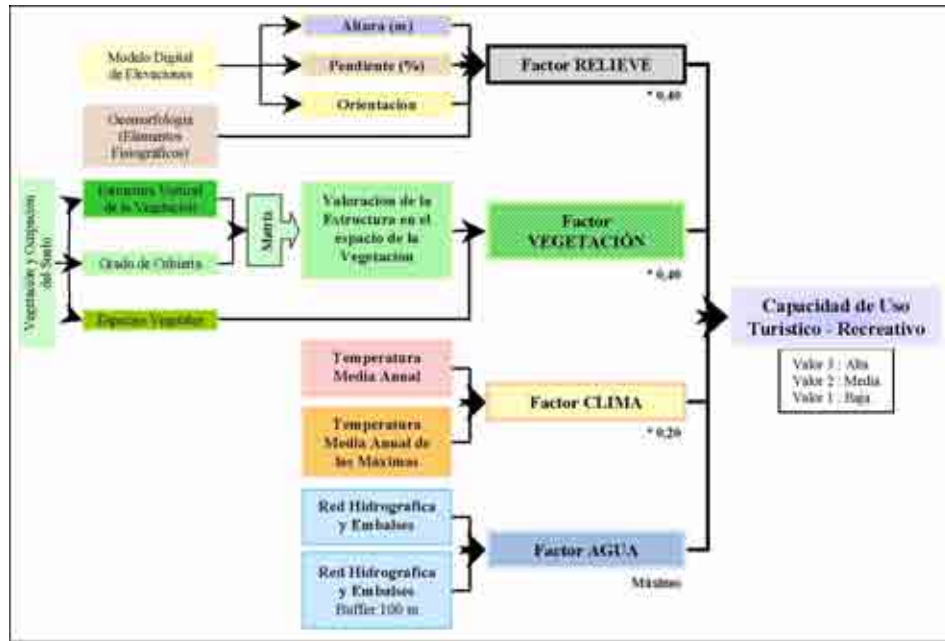 Modelo Digital
de Elevaciones
Altura (m)
Pendiente (%)
Orientacion
Factor RELIEVE
* 0,40
Geomorfologia
(Elementos
Fisiográficos)
Vegetación y Ocupación
del Suelo
Estructura Vertical
de la Vegetación
Grado de Cubierta
Especies Vegetales
Matriz
Valoracion de la
Estructura en el
espacio de la
Vegetacion
Factor
VEGETACIÓN
* 0,40
Temperatura
Media Anual
Temperatura
Media Anual de
las Máximas
Factor CLIMA
* 0,20
Red Hidrografica
y Embalses
Red Hidrografica
y Embalses
Buffer 100 m
Factor AGUA
Máximo
Capacidad de Uso
Turistico - Recreativo
Valor 3 : Alta
Valor 2 : Media
Valor 1 : Baja